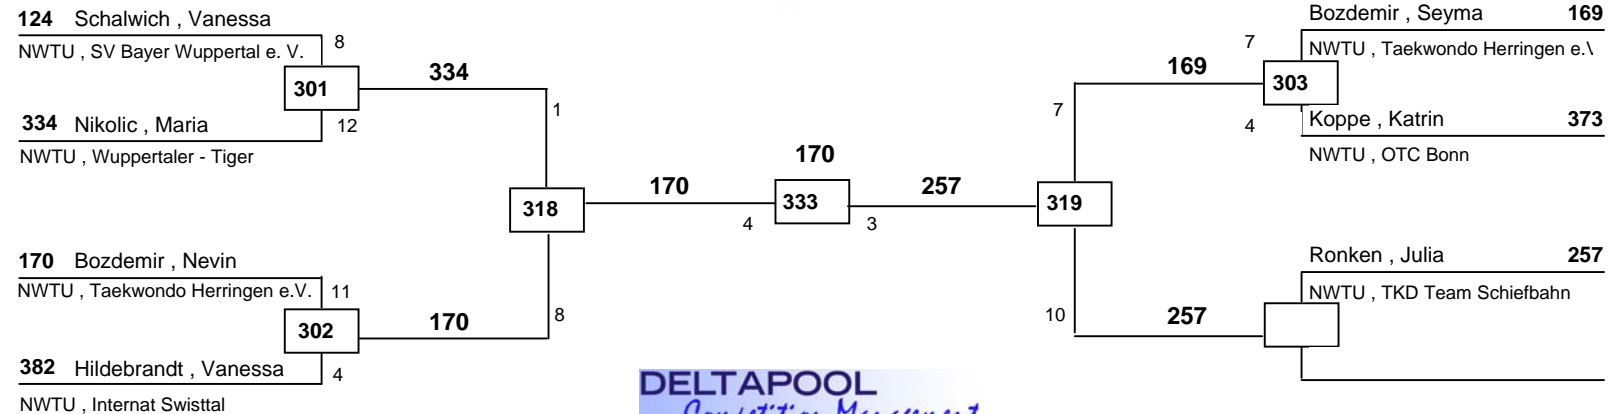 124 Schalwich , Vanessa
NWTU , SV Bayer Wuppertal e. V.
8
301
334
334 Nikolic , Maria
12
NWTU , Wuppertaler - Tiger
1
318
170 Bozdemir , Nevin
NWTU , Taekwondo Herringen e.V.
11
302
170
8
382 Hildebrandt , Vanessa
4
NWTU , Internat Swisttal
170
170
333
257
4
3
Bozdemir , Seyma 169
7
NWTU , Taekwondo Herringen e.\
169
303
Koppe , Katrin 373
4
NWTU , OTC Bonn
7
319
Ronken , Julia 257
NWTU , TKD Team Schiefbahn
10
257
DELTAPOOL
Competition Management